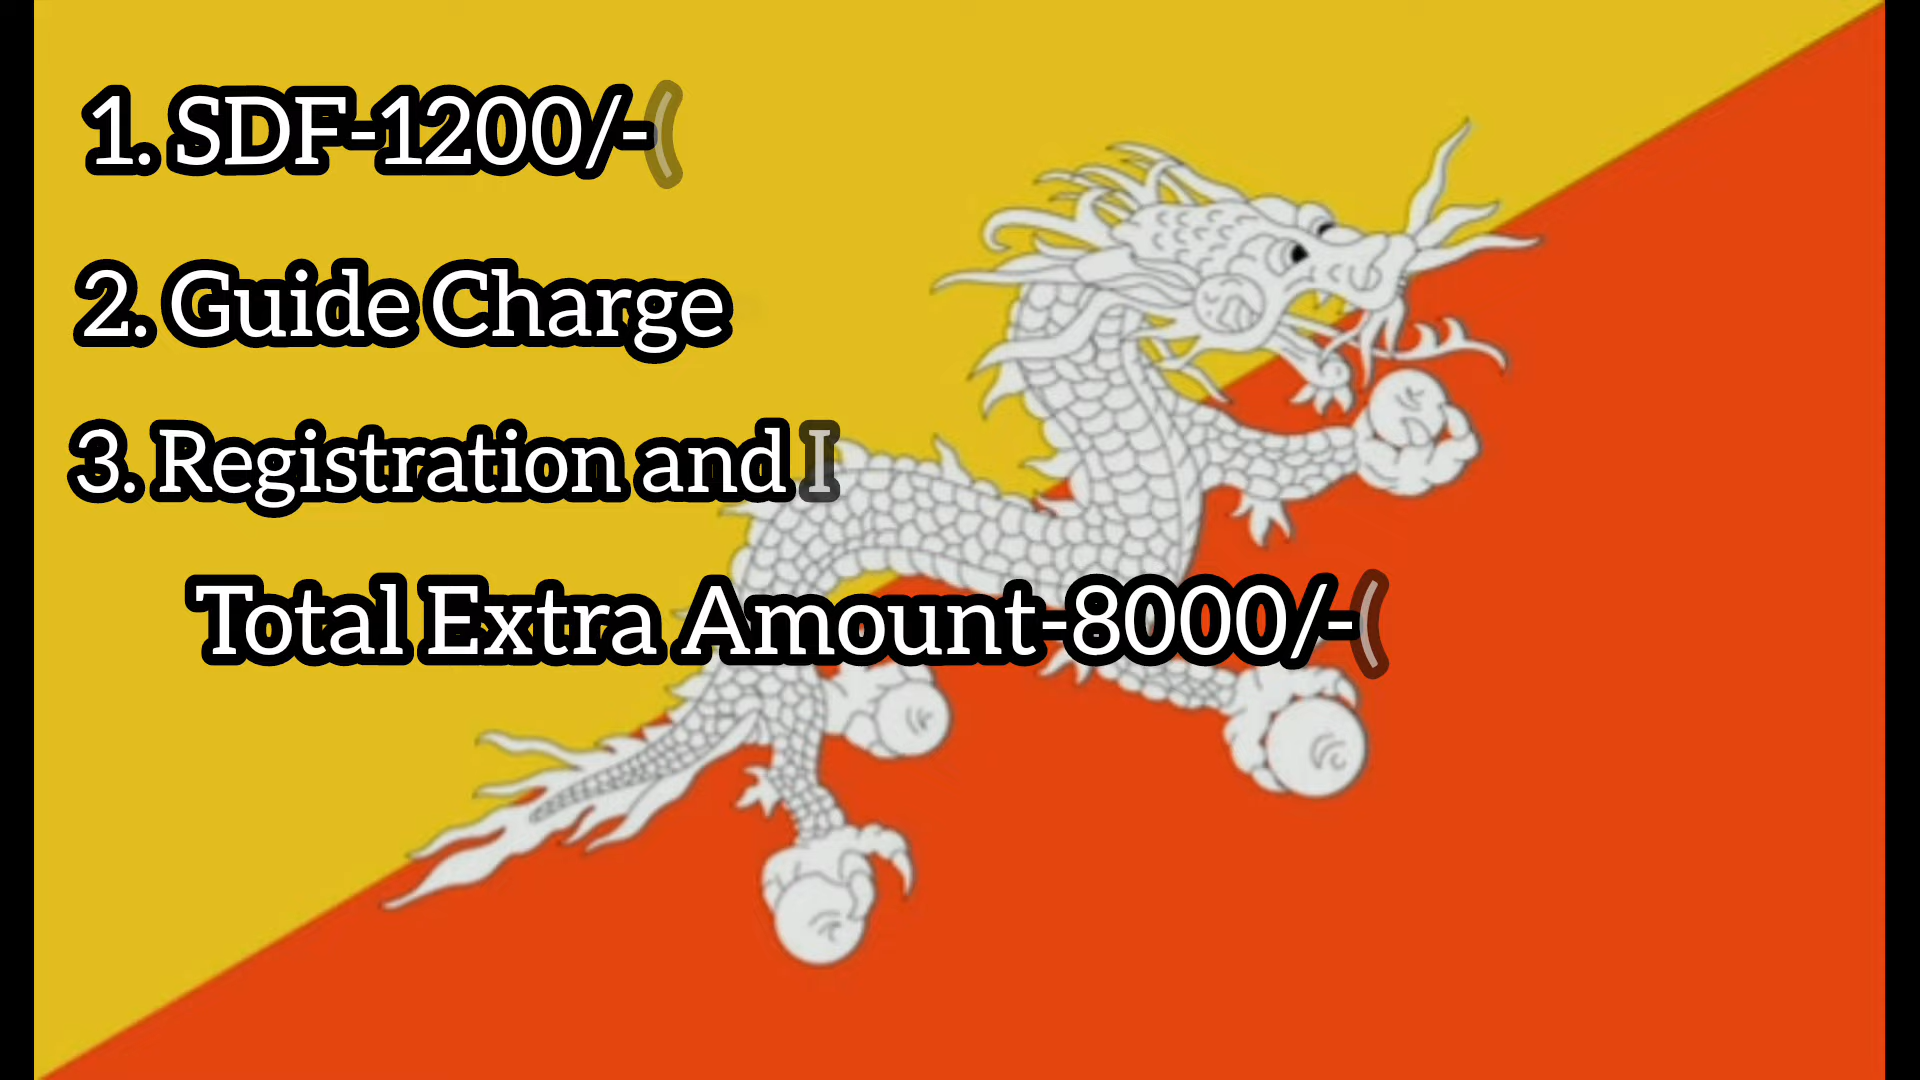 1. SDF-1200/-(
2. Guide Charge
3. Registration and I
Total Extra Amount-8000/-(